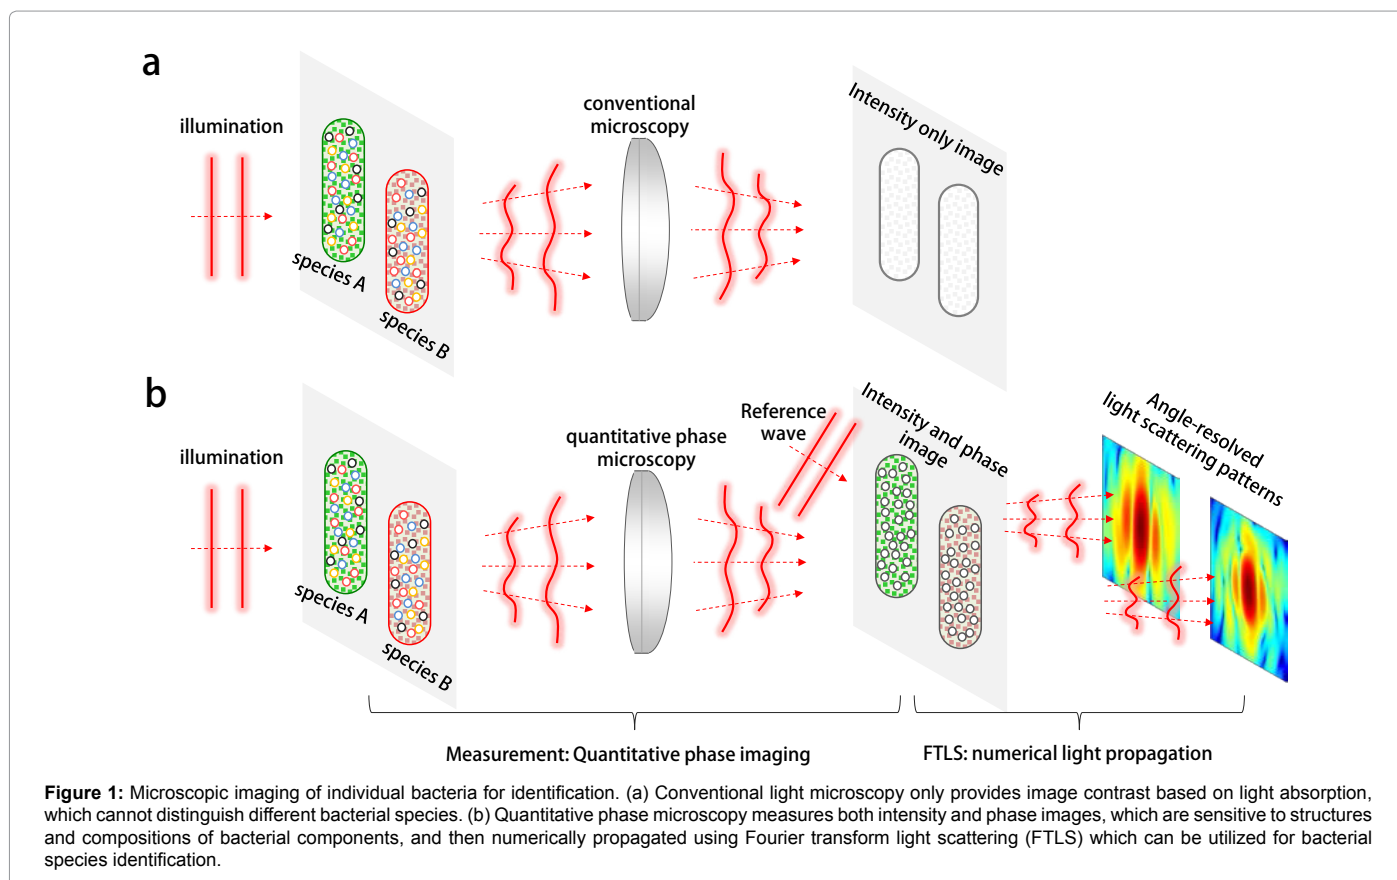 a
illumination
species A
species B
conventional
microscopy
Intensity only image
b
illumination
species A
species B
quantitative phase
microscopy
Reference
wave
Intensity and phase
image
Angle-resolved
light scattering patterns
Measurement: Quantitative phase imaging
FTLS: numerical light propagation
Figure 1: Microscopic imaging of individual bacteria for identification. (a) Conventional light microscopy only provides image contrast based on light absorption,
which cannot distinguish different bacterial species. (b) Quantitative phase microscopy measures both intensity and phase images, which are sensitive to structures
and compositions of bacterial components, and then numerically propagated using Fourier transform light scattering (FTLS) which can be utilized for bacterial
species identification.